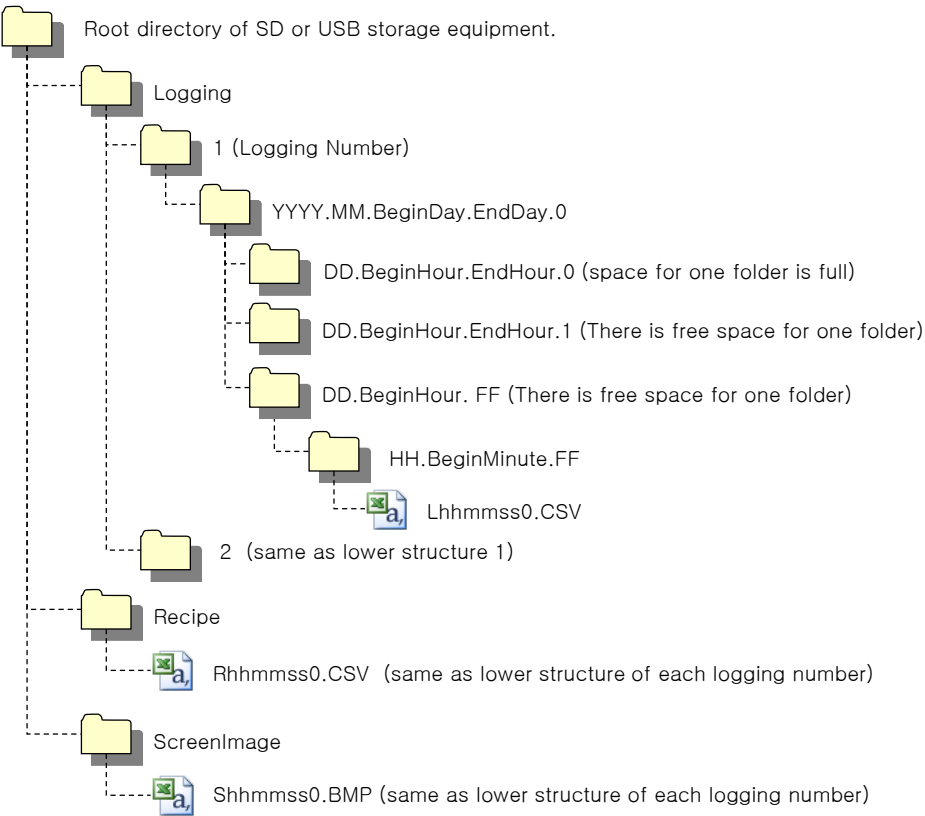 Root directory of SD or USB storage equipment.
Logging
1 (Logging Number)
YYYY.MM.BeginDay.EndDay.0
DD.BeginHour.EndHour.0 (space for one folder is full)
DD.BeginHour.EndHour.1 (There is free space for one folder)
DD.BeginHour. FF (There is free space for one folder)
HH.BeginMinute.FF
a,
Lhhmmss0.CSV
2 (same as lower structure 1)
Recipe
a,
Rhhmmss0.CSV (same as lower structure of each logging number)
ScreenImage
a,
Shhmmss0.BMP (same as lower structure of each logging number)